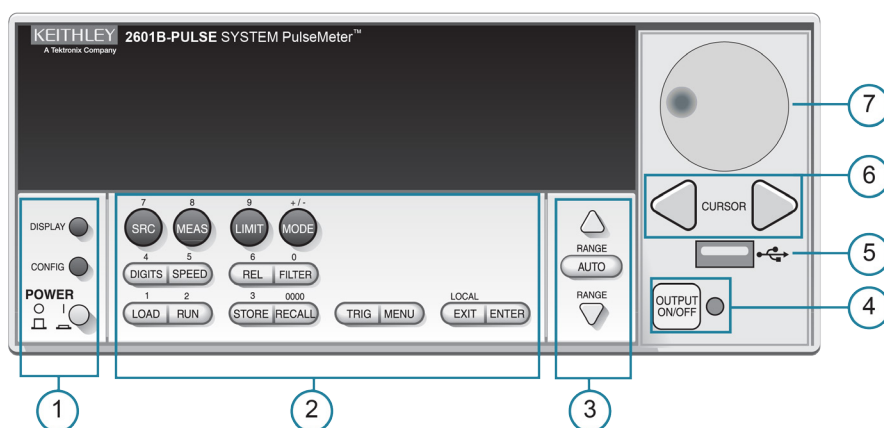 KEITHLEY 2601B-PULSE SYSTEM PulseMeter™
A Tektronix Company
7
6
5
4
DISPLAY
CONFIG
POWER
7 8 9 + / -
SRC MEAS LIMIT MODE
4 5 6 0
DIGITS SPEED REL FILTER
1 2 3 0000 LOCAL
LOAD RUN STORE RECALL TRIG MENU EXIT ENTER
RANGE
AUTO
RANGE
CURSOR
OUTPUT
ON/OFF
1 2 3